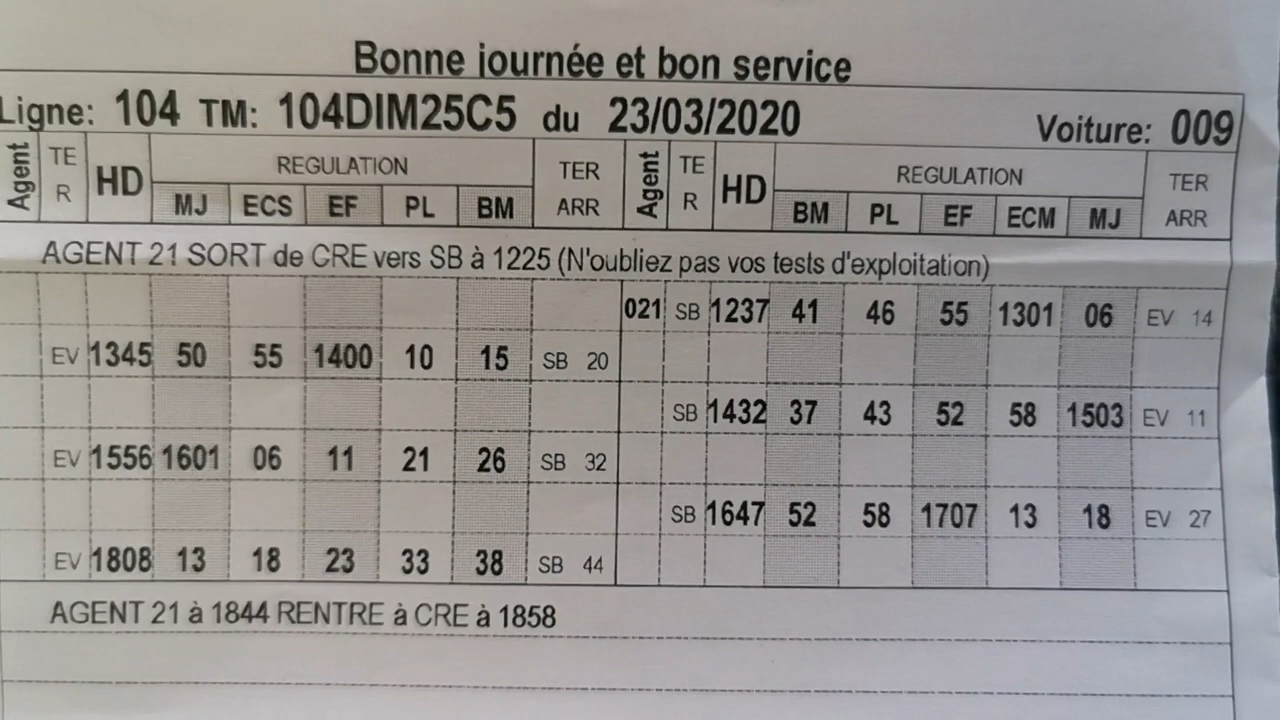 Bonne journée et bon service
Ligne: 104 TM: 104DIM25C5 du 23/03/2020 Voiture: 009
Agent TER HD REGULATION TER ARR Agent TER HD REGULATION TER ARR
MJ ECS EF PL BM BM PL EF ECM MJ
AGENT 21 SORT de CRE vers SB à 1225 (N'oubliez pas vos tests d'exploitation)
021 SB 1237 41 46 55 1301 06 EV 14
EV 1345 50 55 1400 10 15 SB 20
SB 1432 37 43 52 58 1503 EV 11
EV 1556 1601 06 11 21 26 SB 32
SB 1647 52 58 1707 13 18 EV 27
EV 1808 13 18 23 33 38 SB 44
AGENT 21 à 1844 RENTRE à CRE à 1858